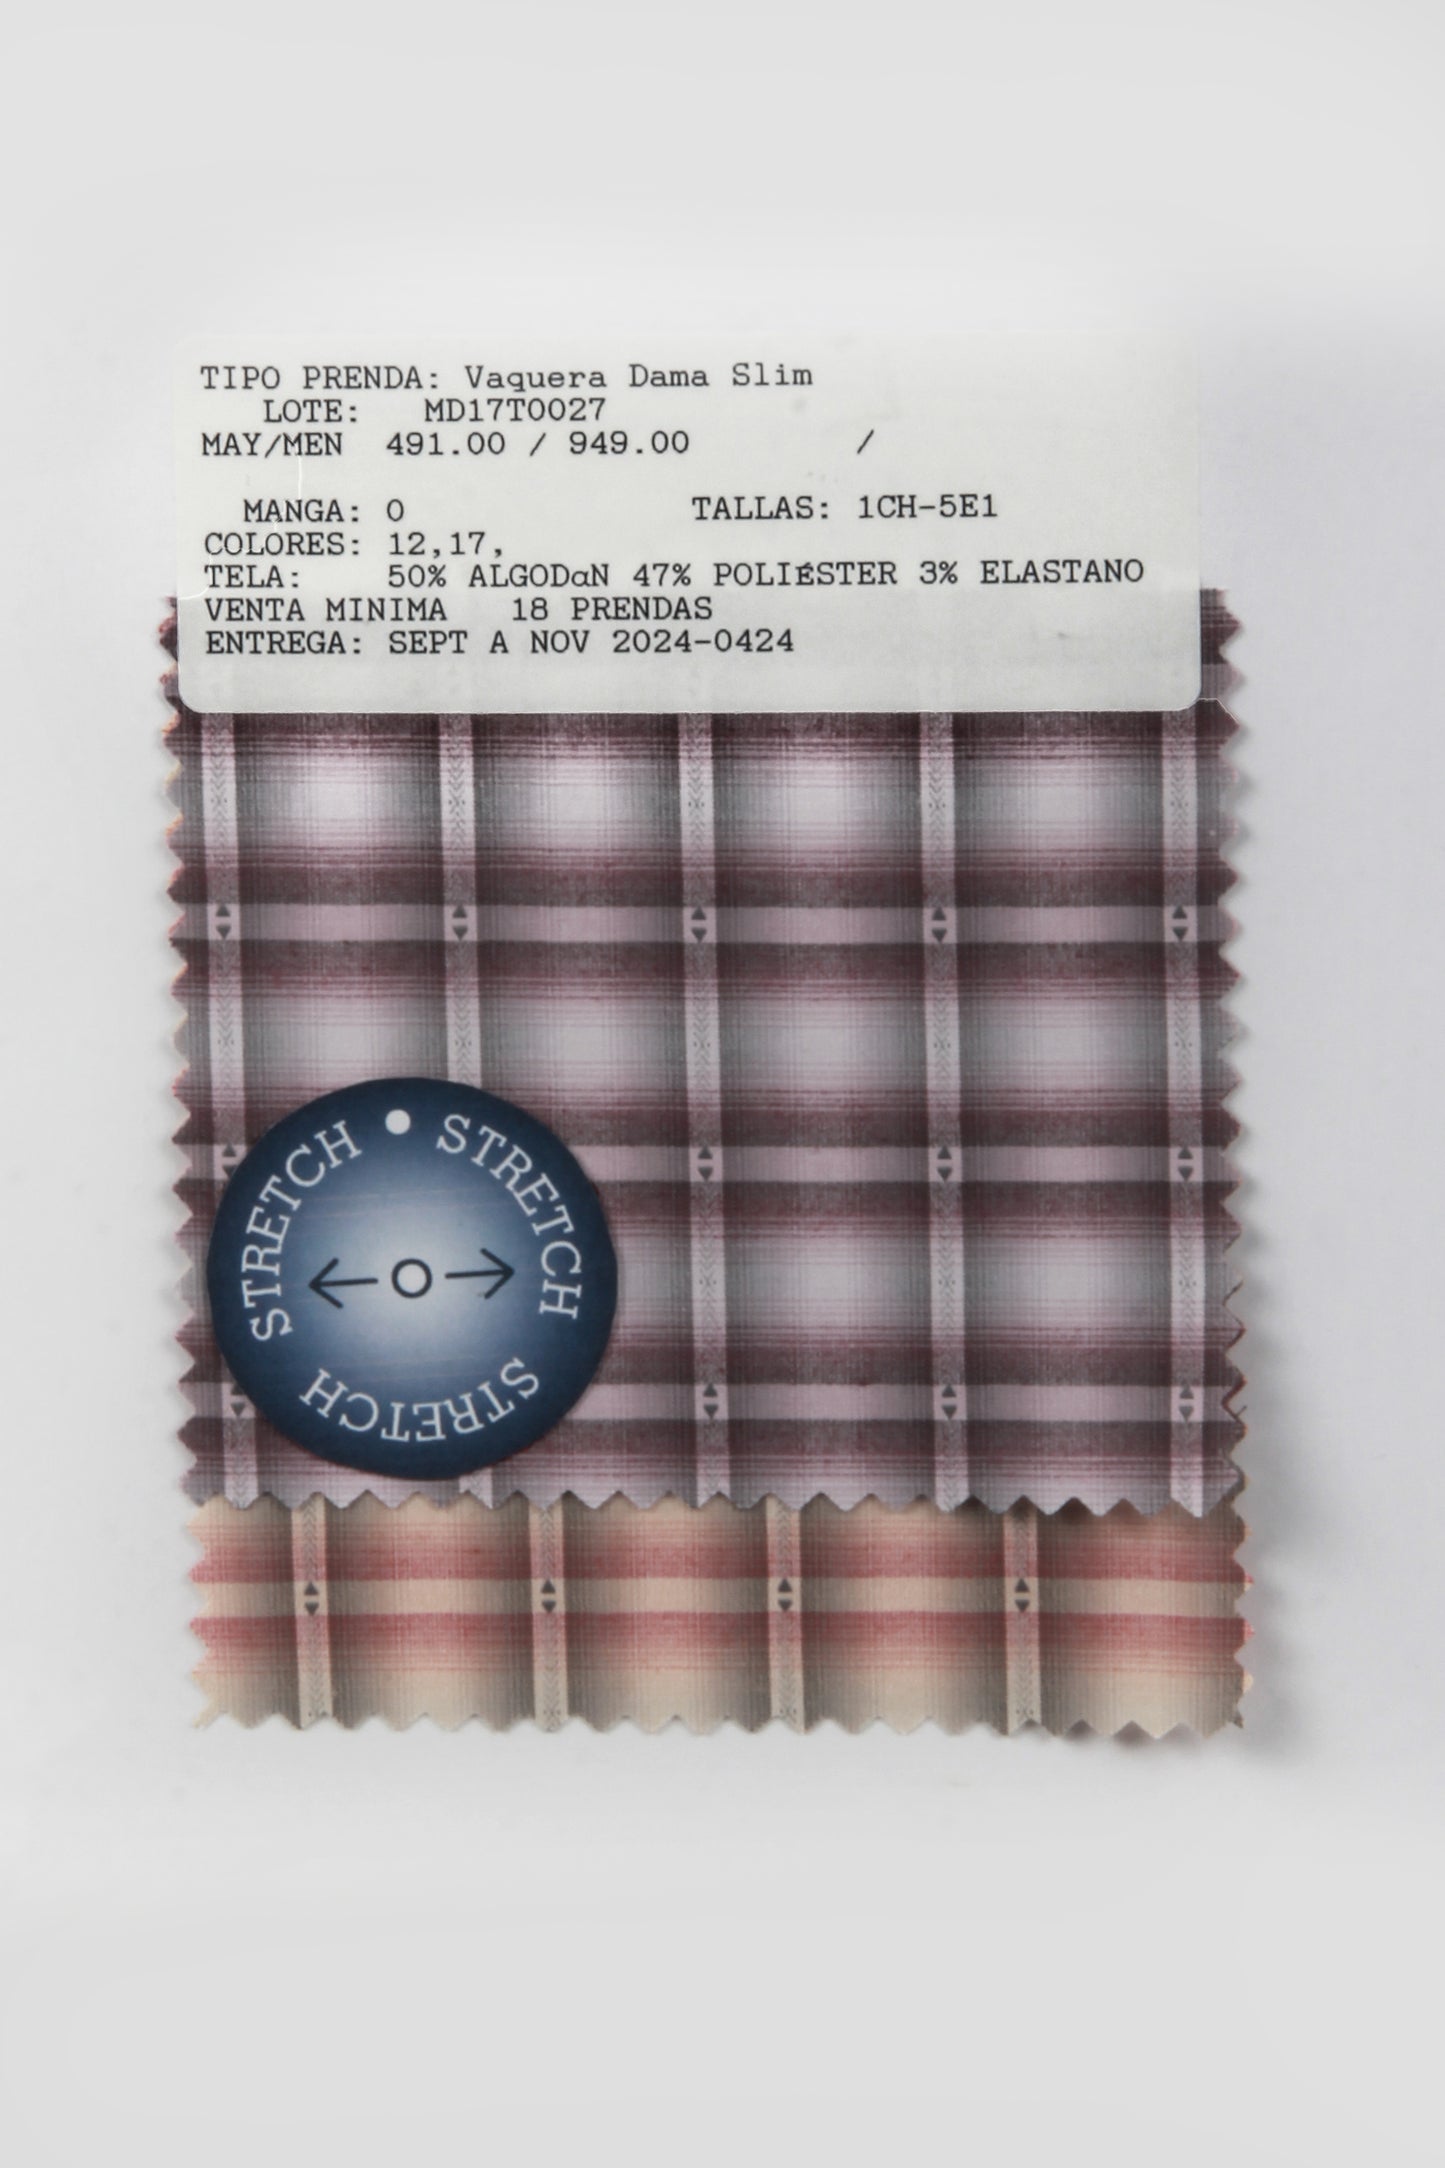 TIPO PRENDA: Vaquera Dama Slim
LOTE: MD17T0027
MAY/MEN 491.00 / 949.00 /
MANGA: 0 TALLAS: 1CH-5E1
COLORES: 12,17,
TELA: 50% ALGODαN 47% POLIÉSTER 3% ELASTANO
VENTA MINIMA 18 PRENDAS
ENTREGA: SEPT A NOV 2024-0424
STRETCH • STRETCH
STRETCH